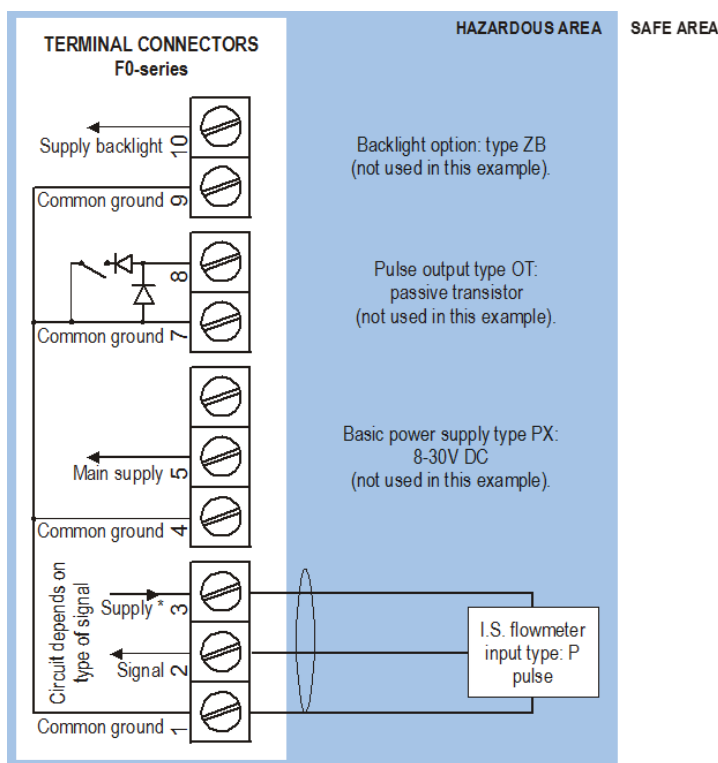 HAZARDOUS AREA
SAFE AREA
TERMINAL CONNECTORS
F0-series
Supply backlight 10
Backlight option: type ZB
(not used in this example).
Common ground 9
8
Pulse output type OT:
passive transistor
(not used in this example).
Common ground 7
Basic power supply type PX:
8-30V DC
(not used in this example).
Main supply 5
Common ground 4
Circuit depends on
type of signal
Supply * 3
Signal 2
Common ground 1
I.S. flowmeter
input type: P
pulse